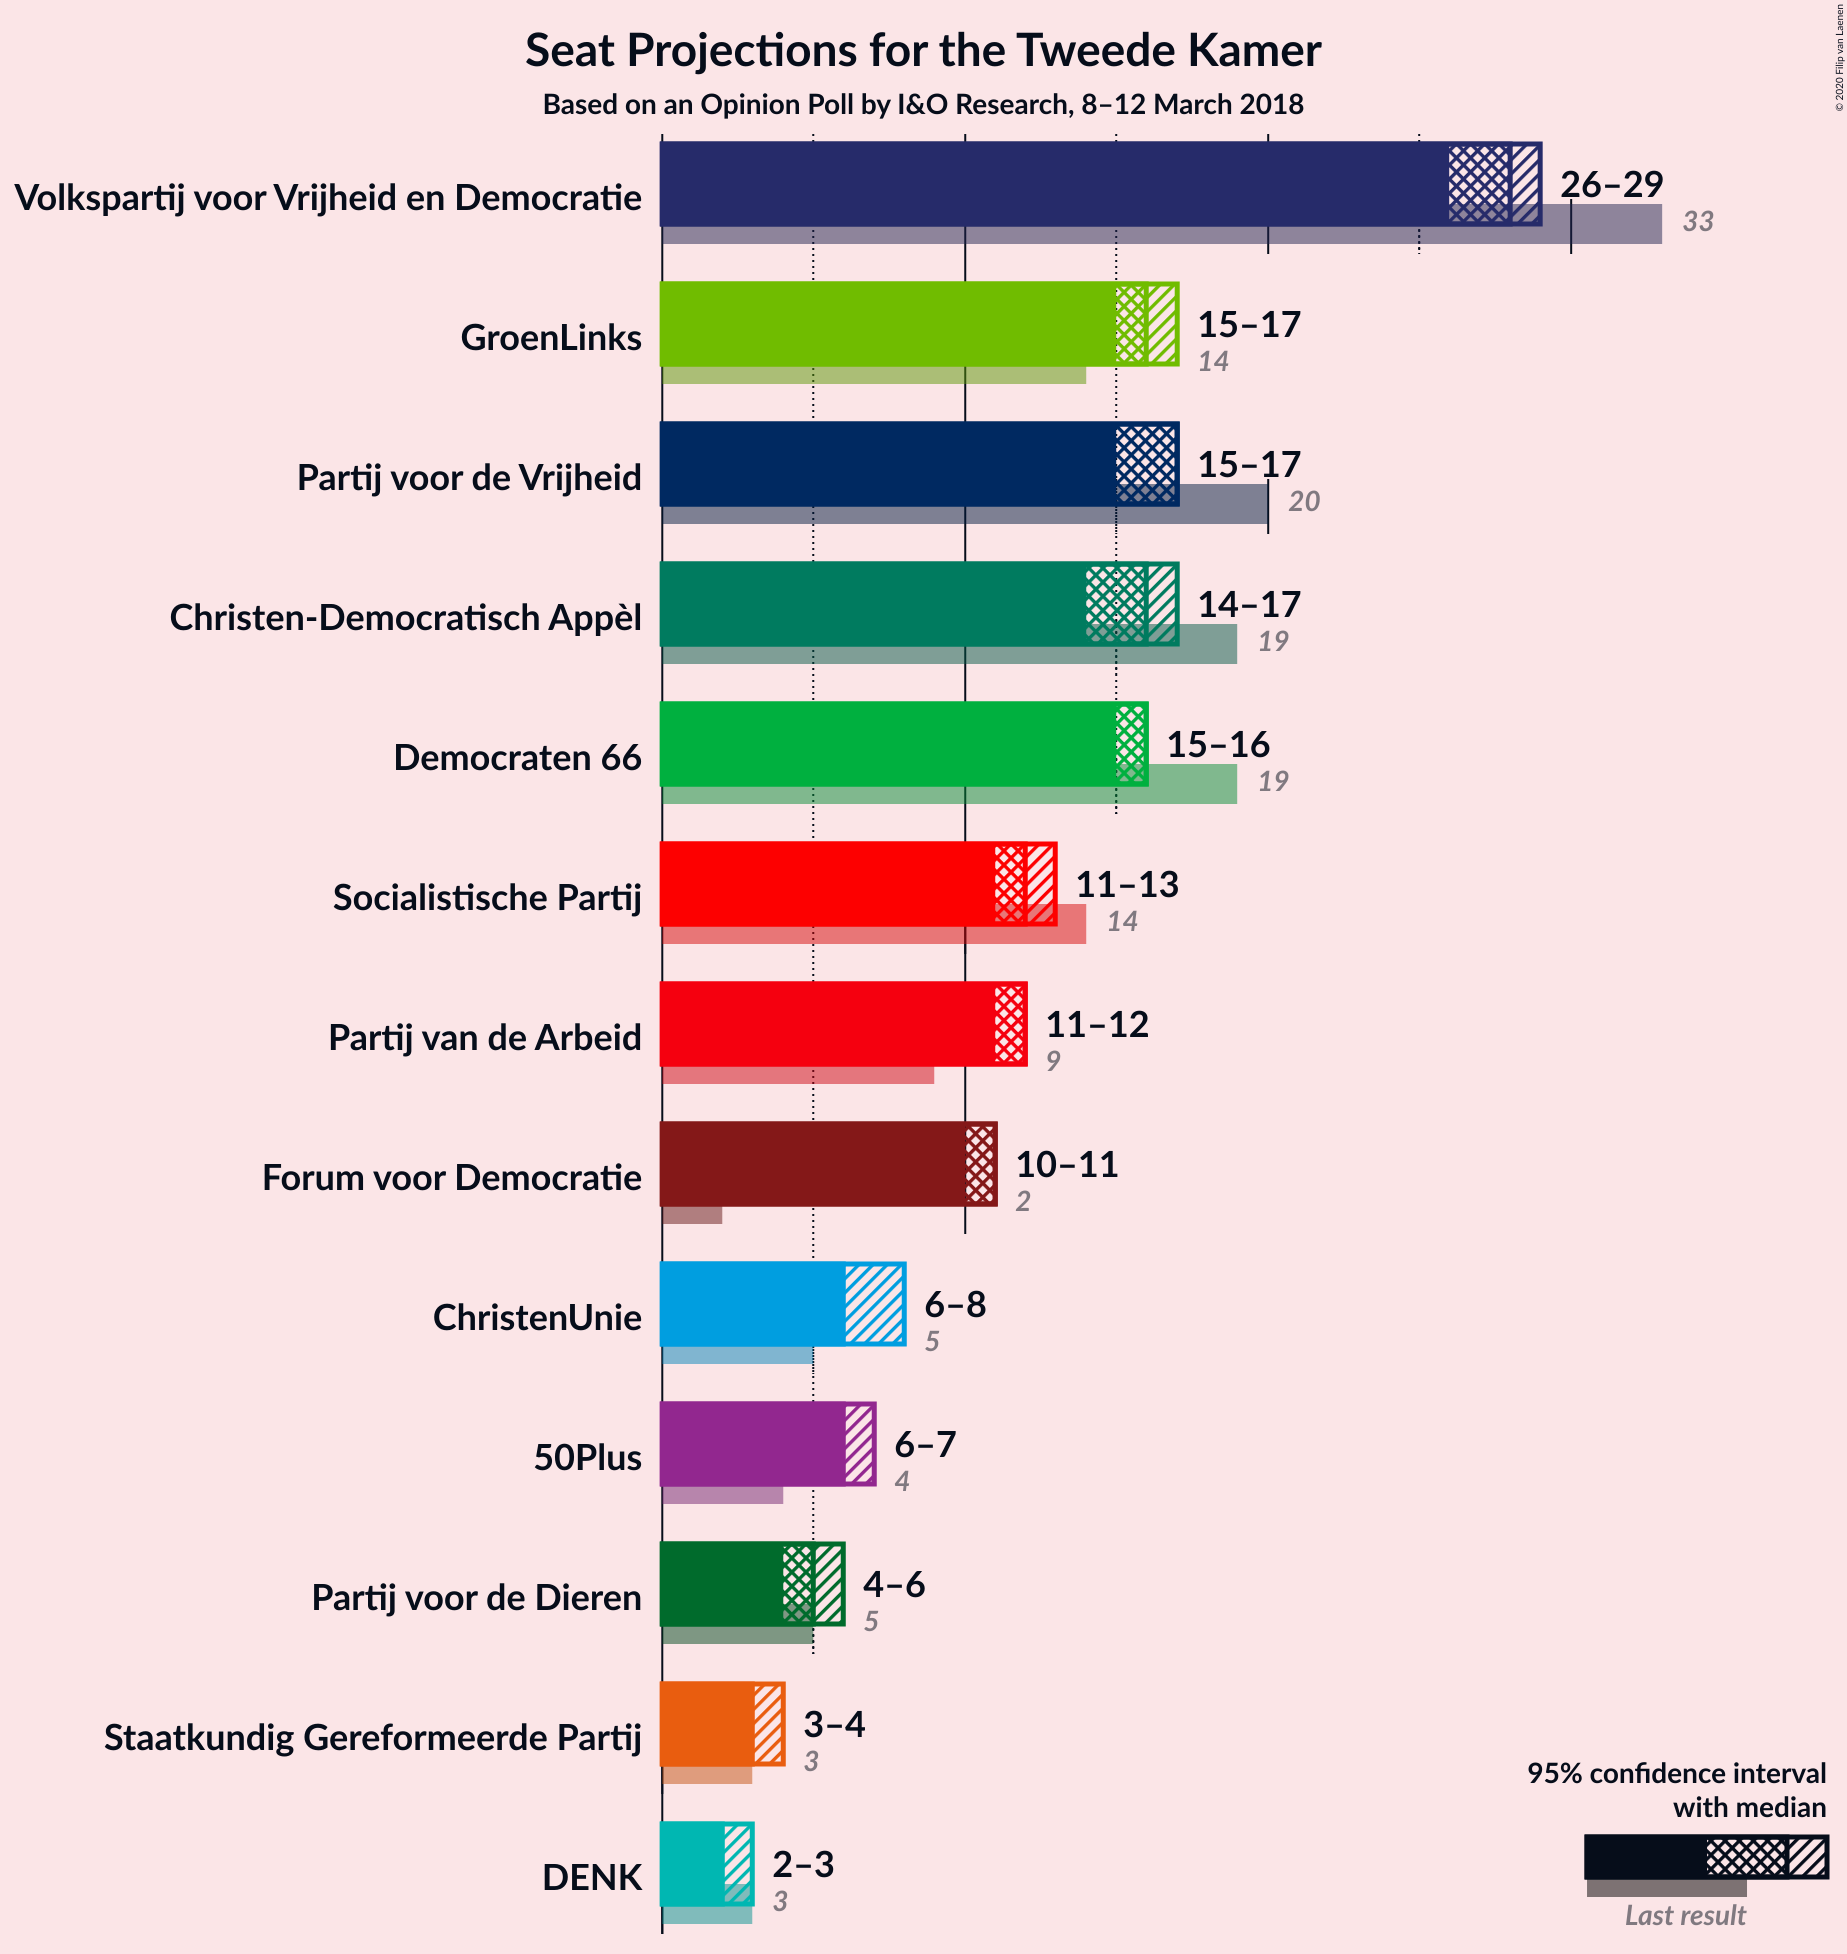 Seat Projections for the Tweede Kamer
Based on an Opinion Poll by I&O Research, 8–12 March 2018
© 2020 Filip van Laenen
Volkspartij voor Vrijheid en Democratie
26–29
33
GroenLinks
15–17
14
Partij voor de Vrijheid
15–17
20
Christen-Democratisch Appèl
14–17
19
Democraten 66
15–16
19
Socialistische Partij
11–13
14
Partij van de Arbeid
11–12
9
Forum voor Democratie
10–11
2
ChristenUnie
6–8
5
50Plus
6–7
4
Partij voor de Dieren
4–6
5
Staatkundig Gereformeerde Partij
3–4
3
DENK
2–3
3
95% confidence interval
with median
Last result